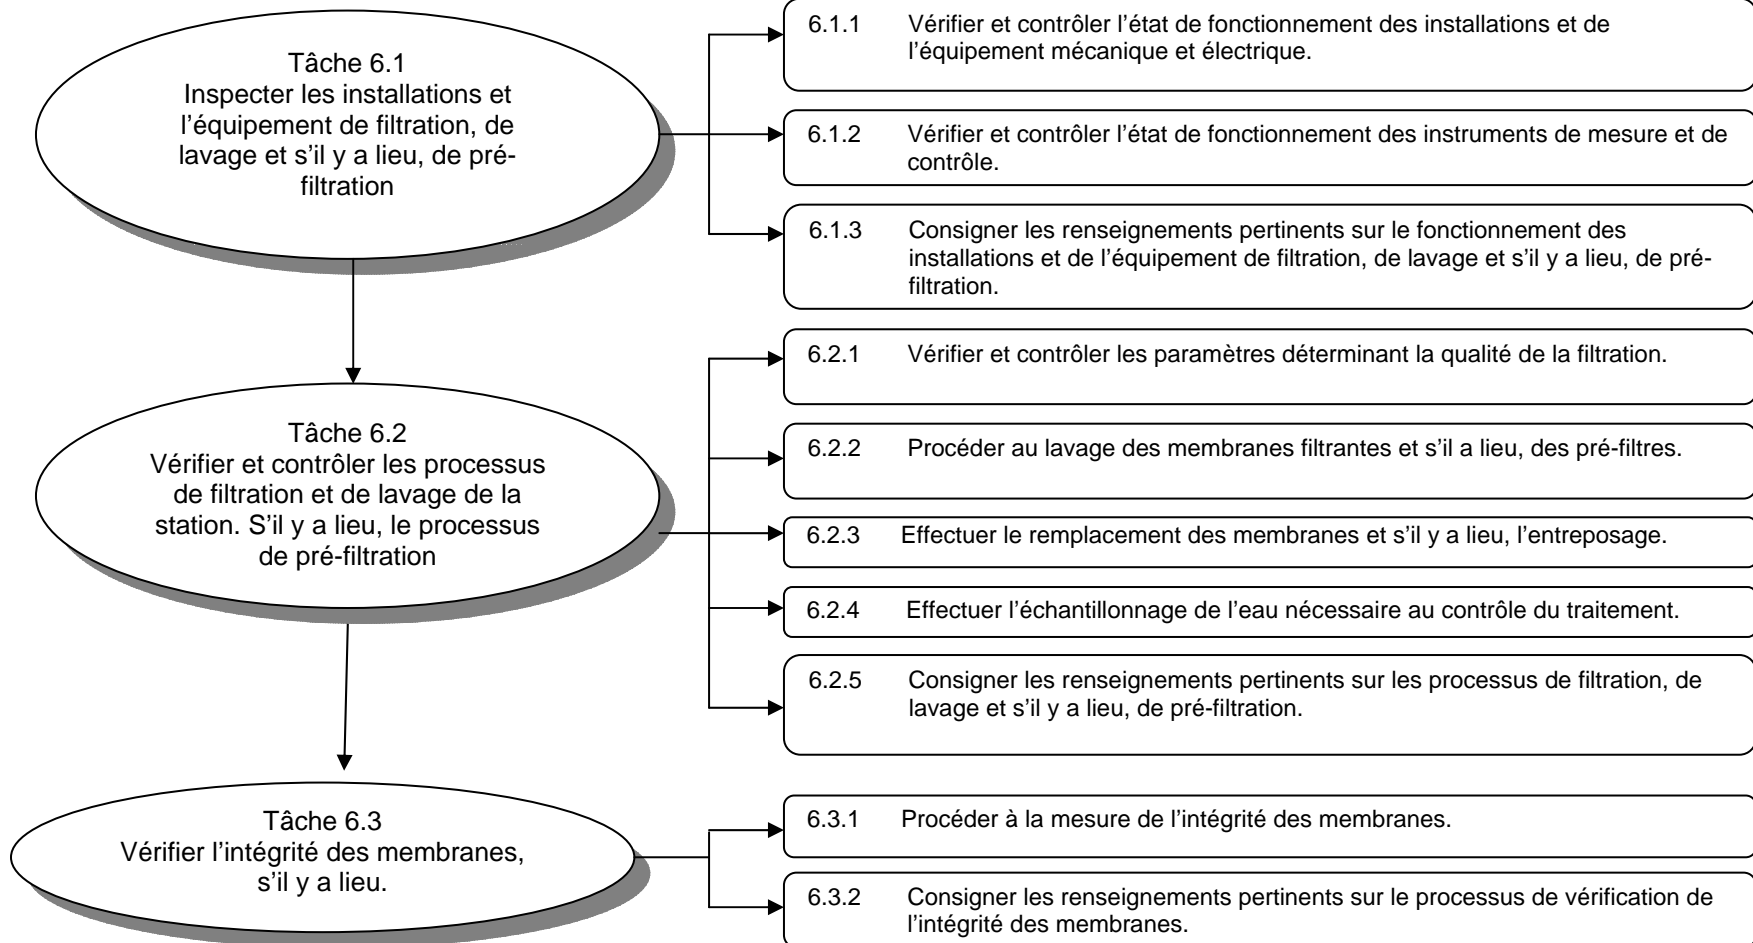 Tâche 6.1
Inspecter les installations et
l’équipement de filtration, de
lavage et s’il y a lieu, de pré-
filtration
6.1.1 Vérifier et contrôler l’état de fonctionnement des installations et de
l’équipement mécanique et électrique.
6.1.2 Vérifier et contrôler l’état de fonctionnement des instruments de mesure et de
contrôle.
6.1.3 Consigner les renseignements pertinents sur le fonctionnement des
installations et de l’équipement de filtration, de lavage et s’il y a lieu, de pré-
filtration.
Tâche 6.2
Vérifier et contrôler les processus
de filtration et de lavage de la
station. S’il y a lieu, le processus
de pré-filtration
6.2.1 Vérifier et contrôler les paramètres déterminant la qualité de la filtration.
6.2.2 Procéder au lavage des membranes filtrantes et s’il a lieu, des pré-filtres.
6.2.3 Effectuer le remplacement des membranes et s’il y a lieu, l’entreposage.
6.2.4 Effectuer l’échantillonnage de l’eau nécessaire au contrôle du traitement.
6.2.5 Consigner les renseignements pertinents sur les processus de filtration, de
lavage et s’il y a lieu, de pré-filtration.
Tâche 6.3
Vérifier l’intégrité des membranes,
s’il y a lieu.
6.3.1 Procéder à la mesure de l’intégrité des membranes.
6.3.2 Consigner les renseignements pertinents sur le processus de vérification de
l’intégrité des membranes.